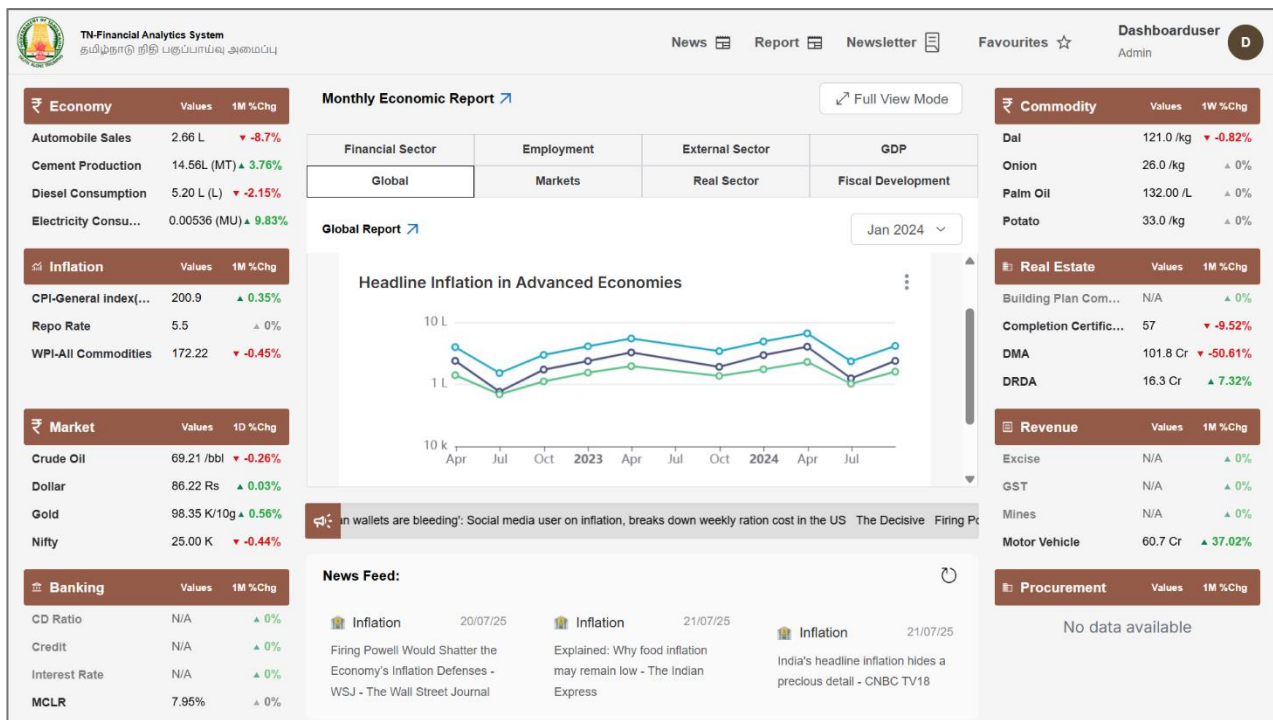 TN-Financial Analytics System
தமிழ்நாடு நிதி பகுப்பாய்வு அமைப்பு
News
Report
Newsletter
Favourites
Dashboarduser
Admin
D
₹ Economy Values 1M %Chg
Automobile Sales 2.66 L ▼ -8.7%
Cement Production 14.56L (MT) ▲ 3.76%
Diesel Consumption 5.20 L (L) ▼ -2.15%
Electricity Consu... 0.00536 (MU) ▲ 9.83%
Inflation Values 1M %Chg
CPI-General index(... 200.9 ▲ 0.35%
Repo Rate 5.5 ▲ 0%
WPI-All Commodities 172.22 ▼ -0.45%
₹ Market Values 1D %Chg
Crude Oil 69.21 /bbl ▼ -0.26%
Dollar 86.22 Rs ▲ 0.03%
Gold 98.35 K/10g ▲ 0.56%
Nifty 25.00 K ▼ -0.44%
Banking Values 1M %Chg
CD Ratio N/A ▲ 0%
Credit N/A ▲ 0%
Interest Rate N/A ▲ 0%
MCLR 7.95% ▲ 0%
Monthly Economic Report
Full View Mode
Financial Sector Employment External Sector GDP
Global Markets Real Sector Fiscal Development
Global Report
Jan 2024
Headline Inflation in Advanced Economies
10 L
1 L
10 k
Apr Jul Oct 2023 Apr Jul Oct 2024 Apr Jul
an wallets are bleeding': Social media user on inflation, breaks down weekly ration cost in the US The Decisive Firing Po
News Feed:
Inflation 20/07/25
Firing Powell Would Shatter the
Economy's Inflation Defenses -
WSJ - The Wall Street Journal
Inflation 21/07/25
Explained: Why food inflation
may remain low - The Indian
Express
Inflation 21/07/25
India's headline inflation hides a
precious detail - CNBC TV18
₹ Commodity Values 1W %Chg
Dal 121.0 /kg ▼ -0.82%
Onion 26.0 /kg ▲ 0%
Palm Oil 132.00 /L ▲ 0%
Potato 33.0 /kg ▲ 0%
Real Estate Values 1M %Chg
Building Plan Com... N/A ▲ 0%
Completion Certific... 57 ▼ -9.52%
DMA 101.8 Cr ▼ -50.61%
DRDA 16.3 Cr ▲ 7.32%
Revenue Values 1M %Chg
Excise N/A ▲ 0%
GST N/A ▲ 0%
Mines N/A ▲ 0%
Motor Vehicle 60.7 Cr ▲ 37.02%
Procurement Values 1M %Chg
No data available